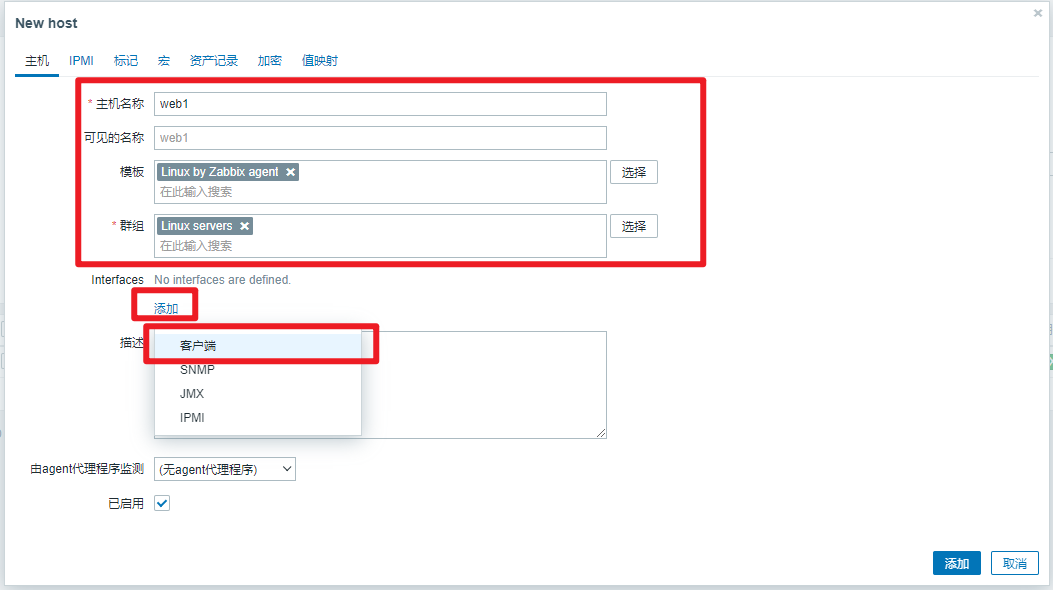 New host
主机 IPMI 标记 宏 资产记录 加密 值映射
* 主机名称 web1
可见的名称 web1
模板 Linux by Zabbix agent 选择
在此输入搜索
* 群组 Linux servers 选择
在此输入搜索
Interfaces No interfaces are defined.
添加
描述
客户端
SNMP
JMX
IPMI
由agent代理程序监测 (无agent代理程序)
已启用
添加 取消